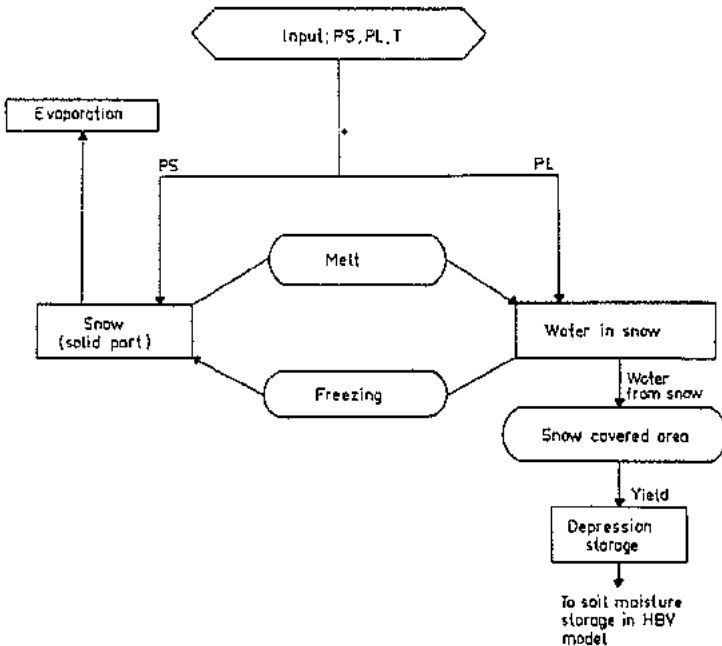 Input; PS, PL, T
Evaporation
PS
PL
Melt
Snow
(solid part)
Water in snow
Freezing
Water
from snow
Snow covered area
Yield
Depression
storage
To soil moisture
storage in HBV
model